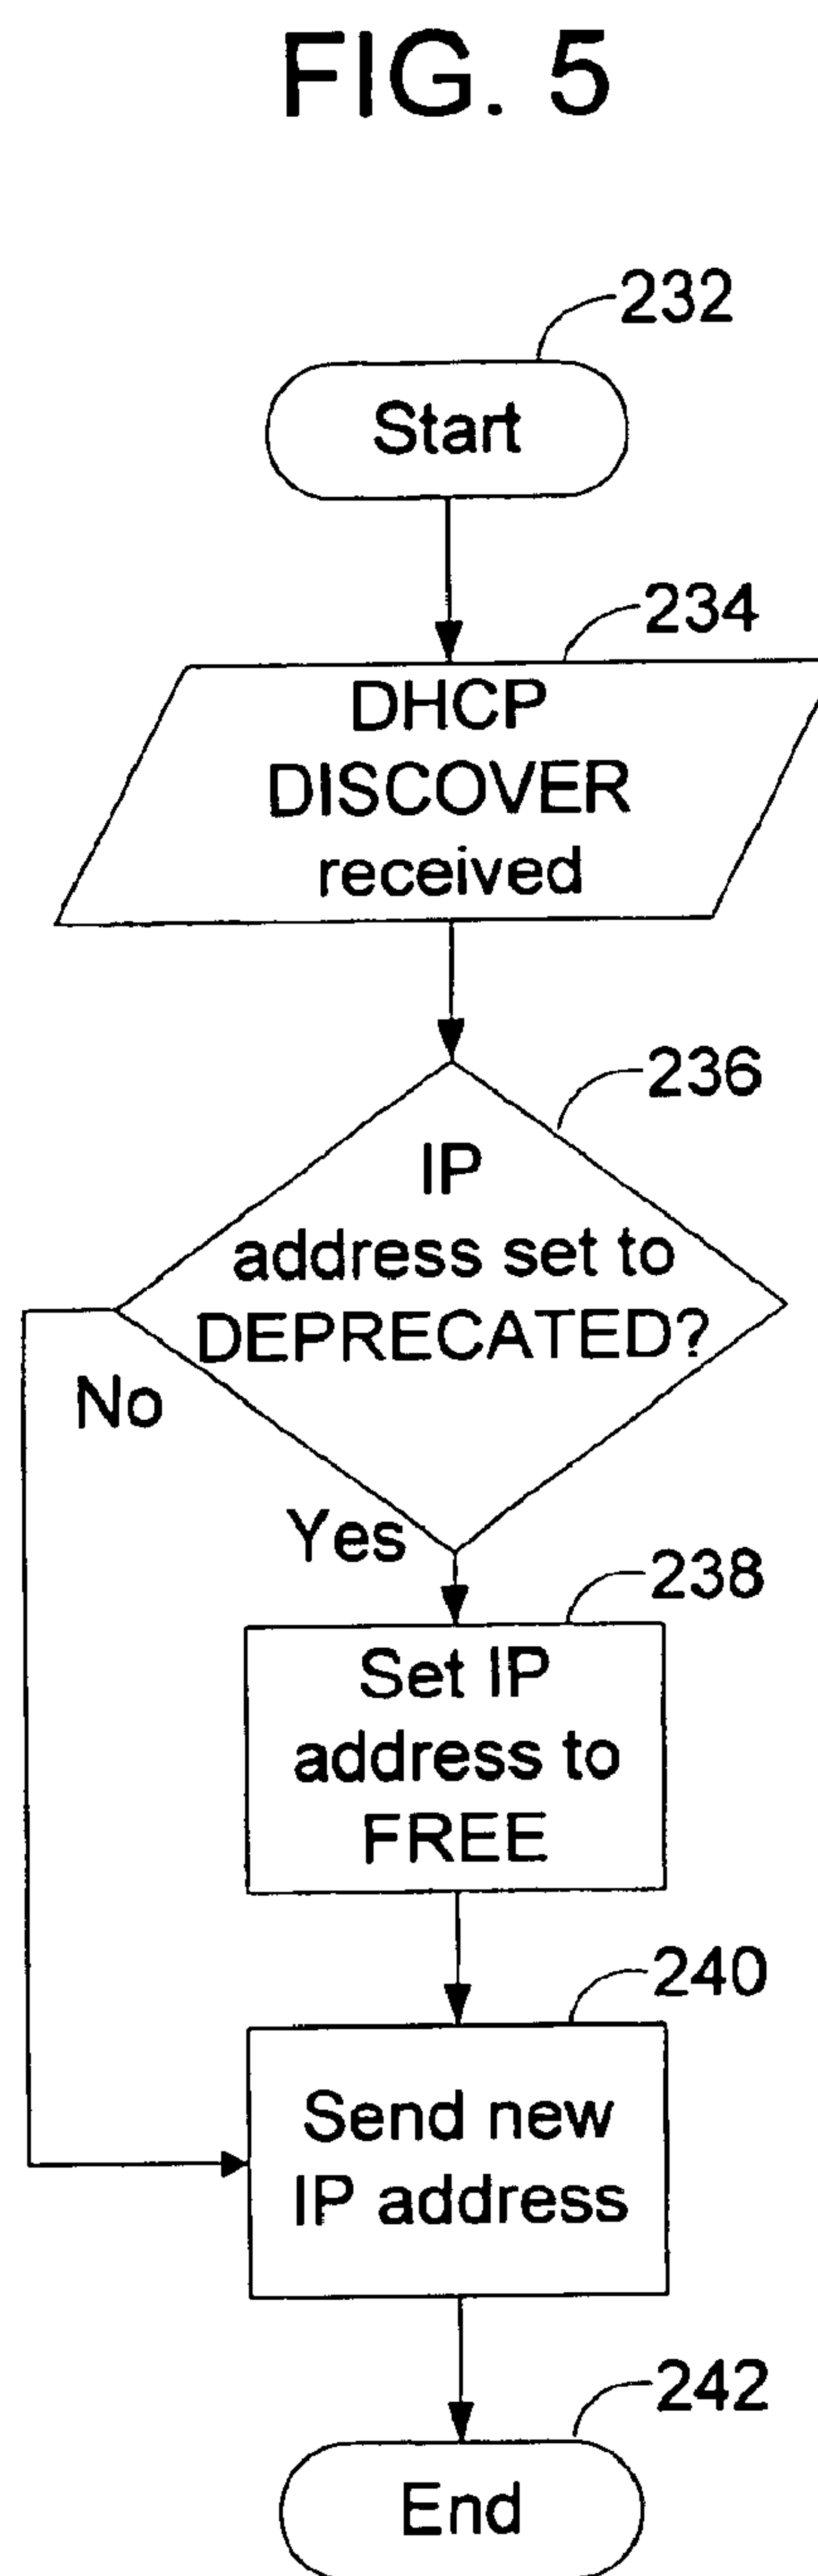 FIG. 5
232
Start
234
DHCP
DISCOVER
received
236
IP
address set to
DEPRECATED?
No
Yes
238
Set IP
address to
FREE
240
Send new
IP address
242
End